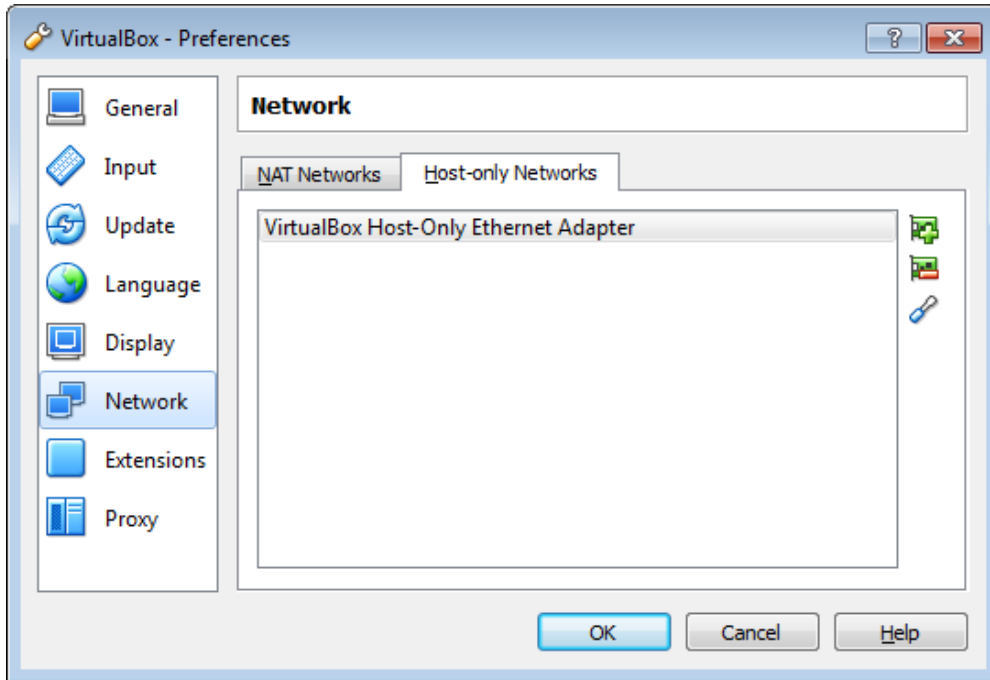 VirtualBox - Preferences
General
Input
Update
Language
Display
Network
Extensions
Proxy
Network
NAT Networks
Host-only Networks
VirtualBox Host-Only Ethernet Adapter
OK
Cancel
Help